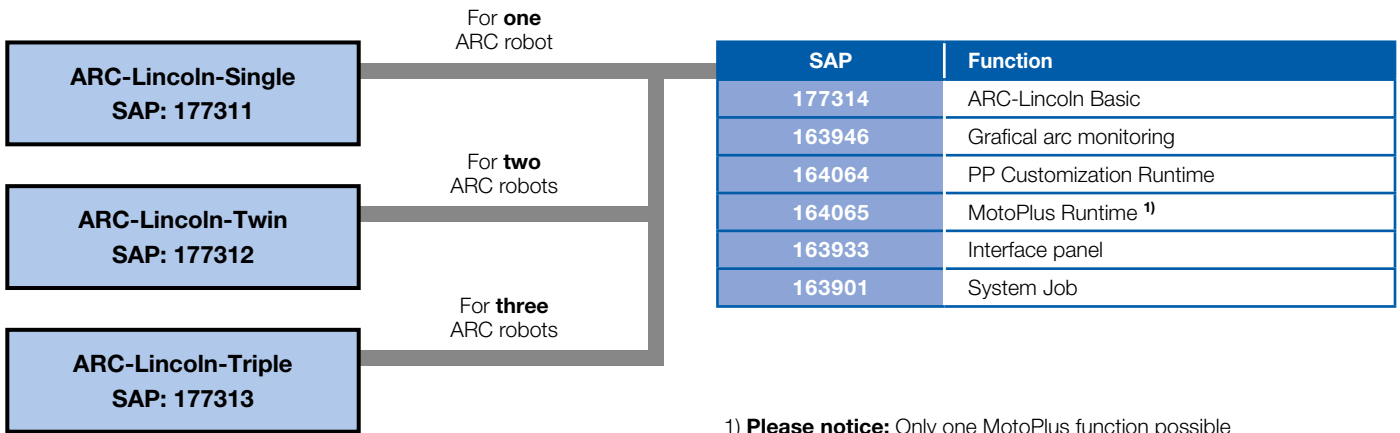 For one
ARC robot
ARC-Lincoln-Single
SAP: 177311
For two
ARC robots
ARC-Lincoln-Twin
SAP: 177312
For three
ARC robots
ARC-Lincoln-Triple
SAP: 177313
SAP Function
177314 ARC-Lincoln Basic
163946 Grafical arc monitoring
164064 PP Customization Runtime
164065 MotoPlus Runtime 1)
163933 Interface panel
163901 System Job
1) Please notice: Only one MotoPlus function possible